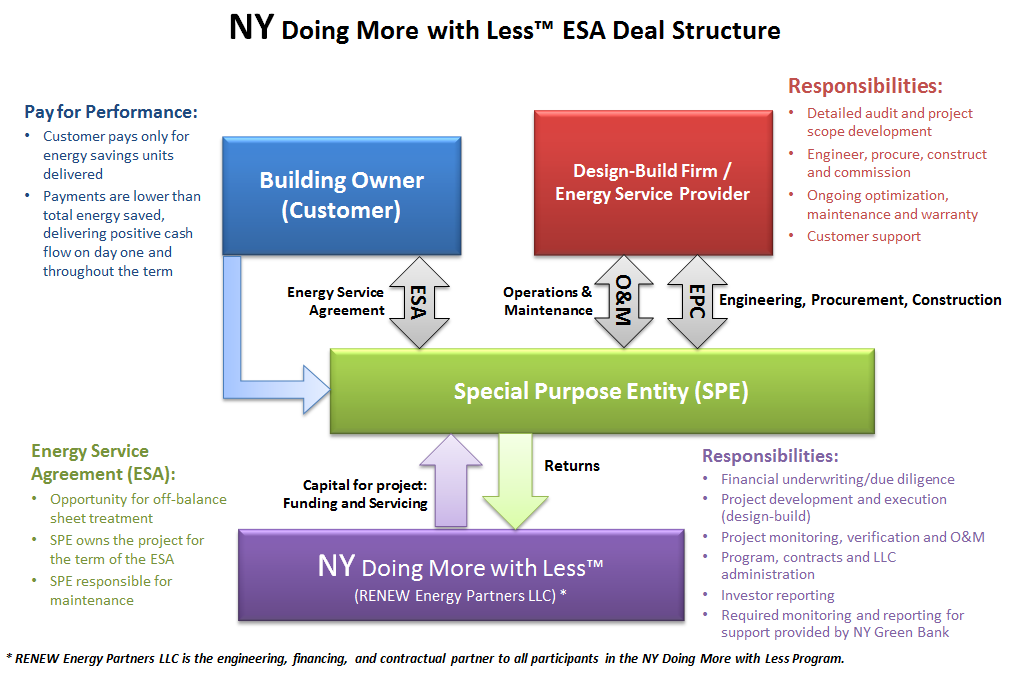 NY Doing More with Less™ ESA Deal Structure
Pay for Performance:
• Customer pays only for
energy savings units
delivered
• Payments are lower than
total energy saved,
delivering positive cash
flow on day one and
throughout the term
Building Owner
(Customer)
Design-Build Firm /
Energy Service Provider
Responsibilities:
• Detailed audit and project
scope development
• Engineer, procure, construct
and commission
• Ongoing optimization,
maintenance and warranty
• Customer support
Energy Service
Agreement
ESA
Operations &
Maintenance
O&M
EPC
Engineering, Procurement, Construction
Special Purpose Entity (SPE)
Energy Service
Agreement (ESA):
• Opportunity for off-balance
sheet treatment
• SPE owns the project for
the term of the ESA
• SPE responsible for
maintenance
Capital for project:
Funding and Servicing
Returns
NY Doing More with Less™
(RENEW Energy Partners LLC) *
Responsibilities:
• Financial underwriting/due diligence
• Project development and execution
(design-build)
• Project monitoring, verification and O&M
• Program, contracts and LLC
administration
• Investor reporting
• Required monitoring and reporting for
support provided by NY Green Bank
* RENEW Energy Partners LLC is the engineering, financing, and contractual partner to all participants in the NY Doing More with Less Program.